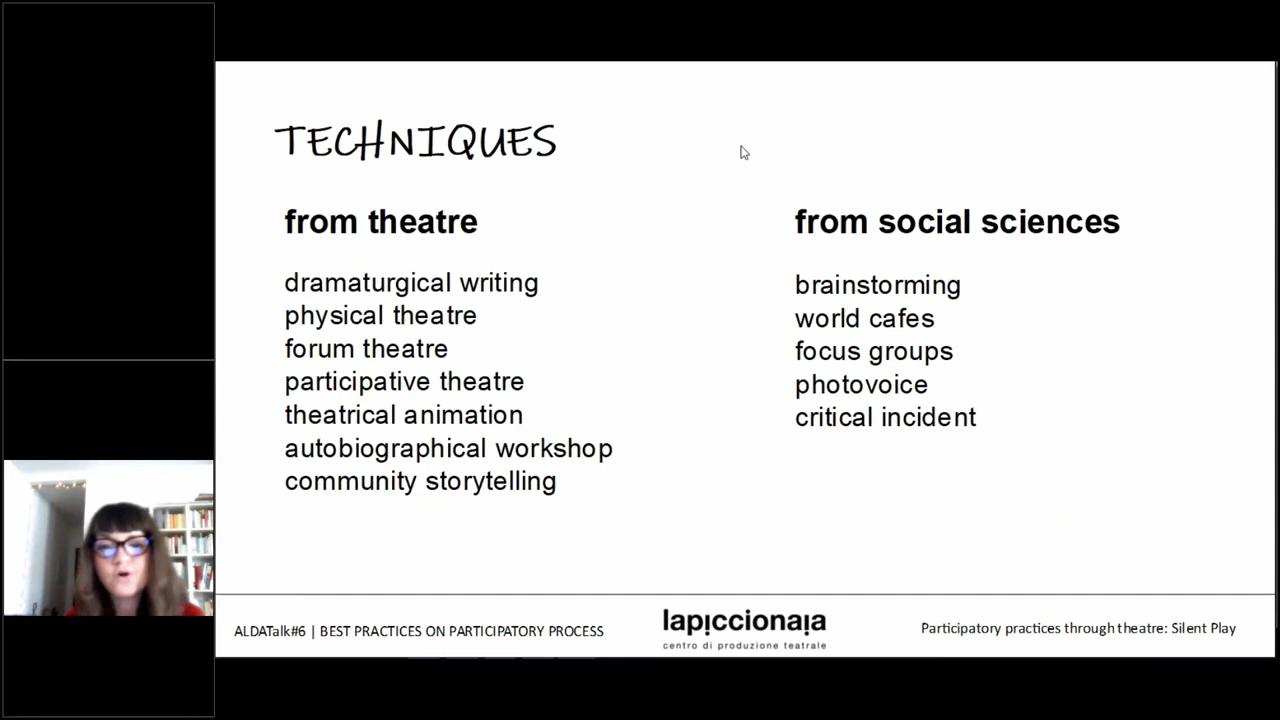 TECHNIQUES
from theatre
dramaturgical writing
physical theatre
forum theatre
participative theatre
theatrical animation
autobiographical workshop
community storytelling
from social sciences
brainstorming
world cafes
focus groups
photovoice
critical incident
ALDATalk#6 | BEST PRACTICES ON PARTICIPATORY PROCESS
lapiccionaia
centro di produzione teatrale
Participatory practices through theatre: Silent Play